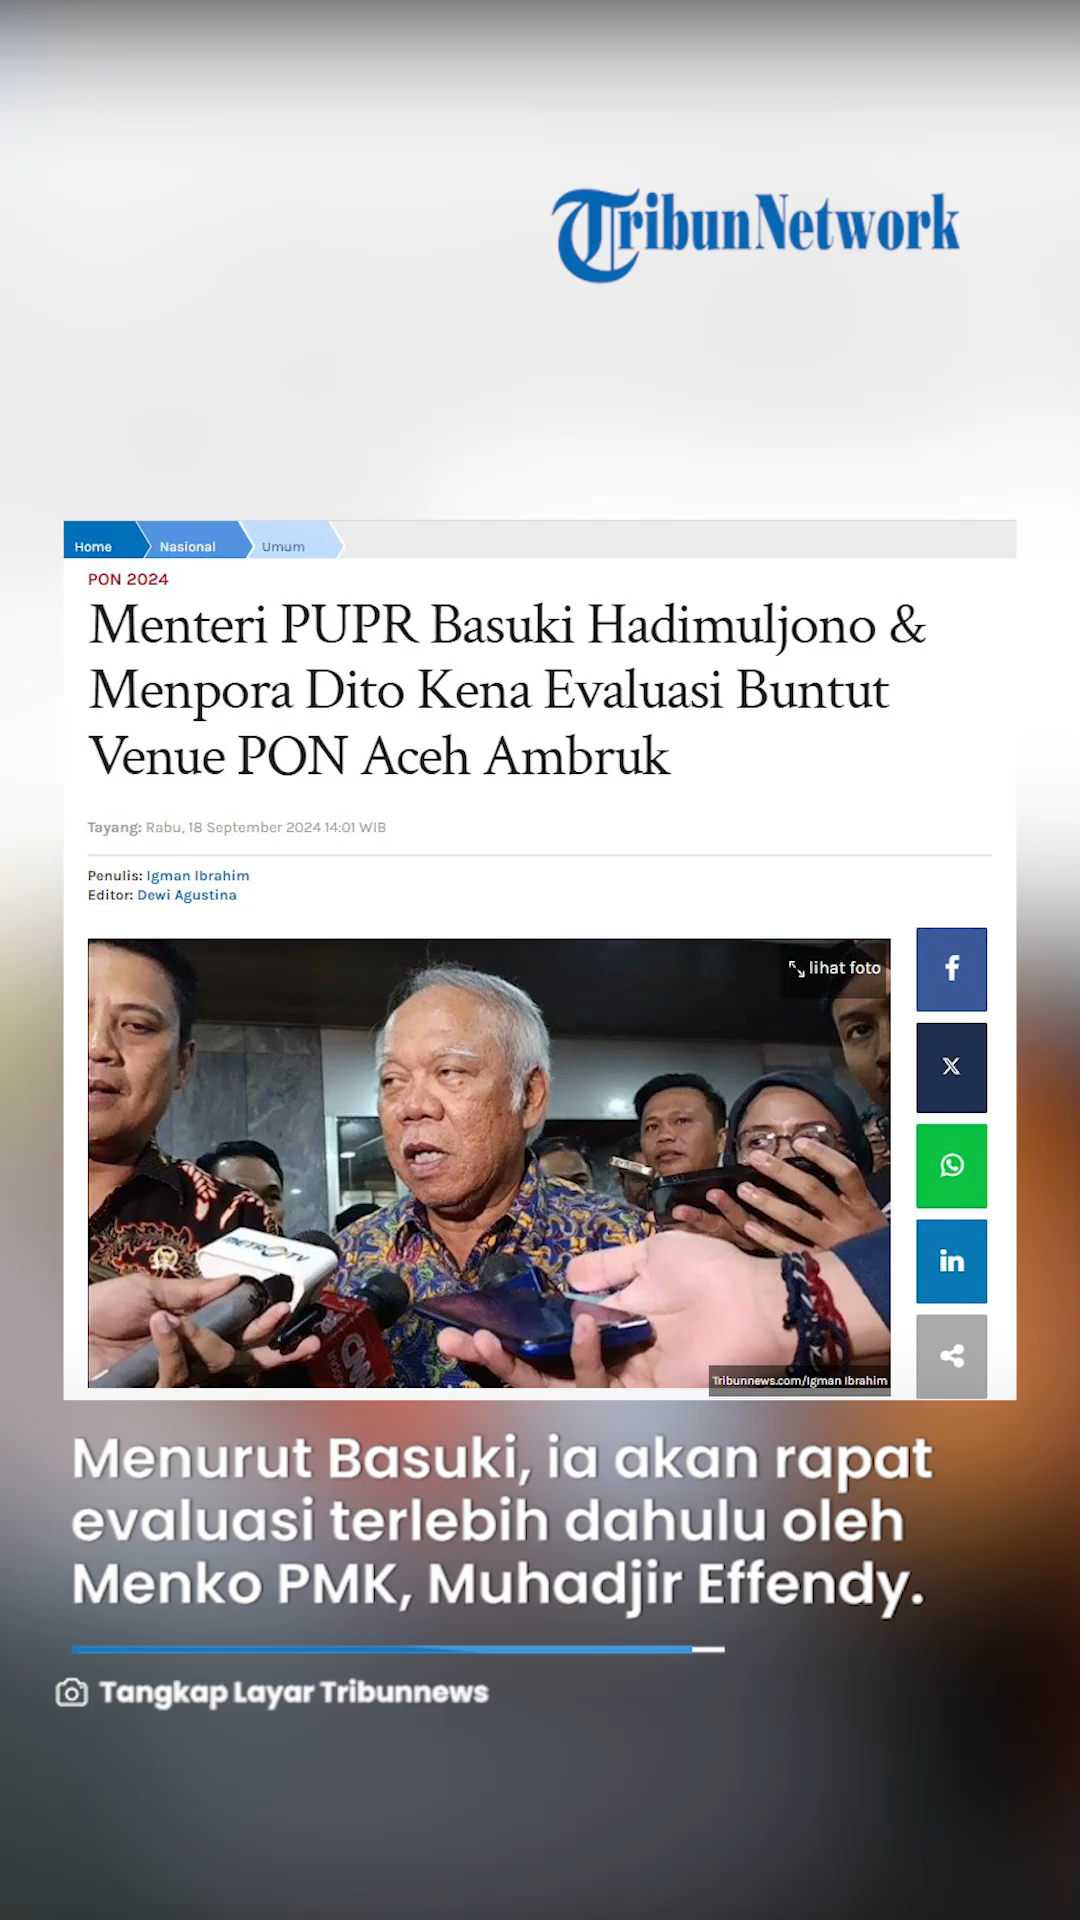 TribunNetwork
Home Nasional Umum
PON 2024
Menteri PUPR Basuki Hadimuljono &
Menpora Dito Kena Evaluasi Buntut
Venue PON Aceh Ambruk
Tayang: Rabu, 18 September 2024 14:01 WIB
Penulis: Igman Ibrahim
Editor: Dewi Agustina
lihat foto
METRO TV
CNN
Tribunnews.com/Igman Ibrahim
Menurut Basuki, ia akan rapat
evaluasi terlebih dahulu oleh
Menko PMK, Muhadjir Effendy.
Tangkap Layar Tribunnews